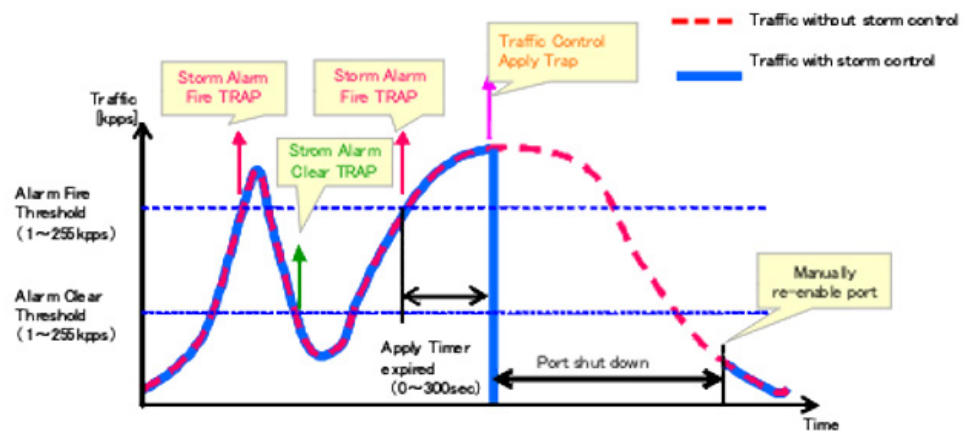 Traffic without storm control
Traffic with storm control
Traffic Control
Apply Trap
Storm Alarm
Fire TRAP
Storm Alarm
Fire TRAP
Traffic
[kpps]
Strom Alarm
Clear TRAP
Alarm Fire
Threshold
(1～255kpps)
Alarm Clear
Threshold
(1～255kpps)
Manually
re-enable port
Apply Timer
expired
(0～300sec)
Port shut down
Time